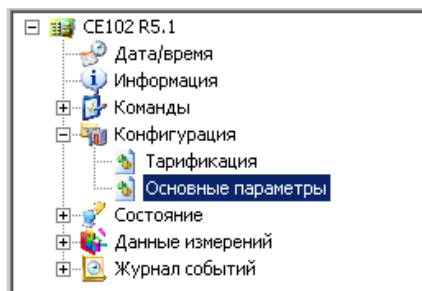 CE102 R5.1
Дата/время
Информация
Команды
Конфигурация
Тарификация
Основные параметры
Состояние
Данные измерений
Журнал событий